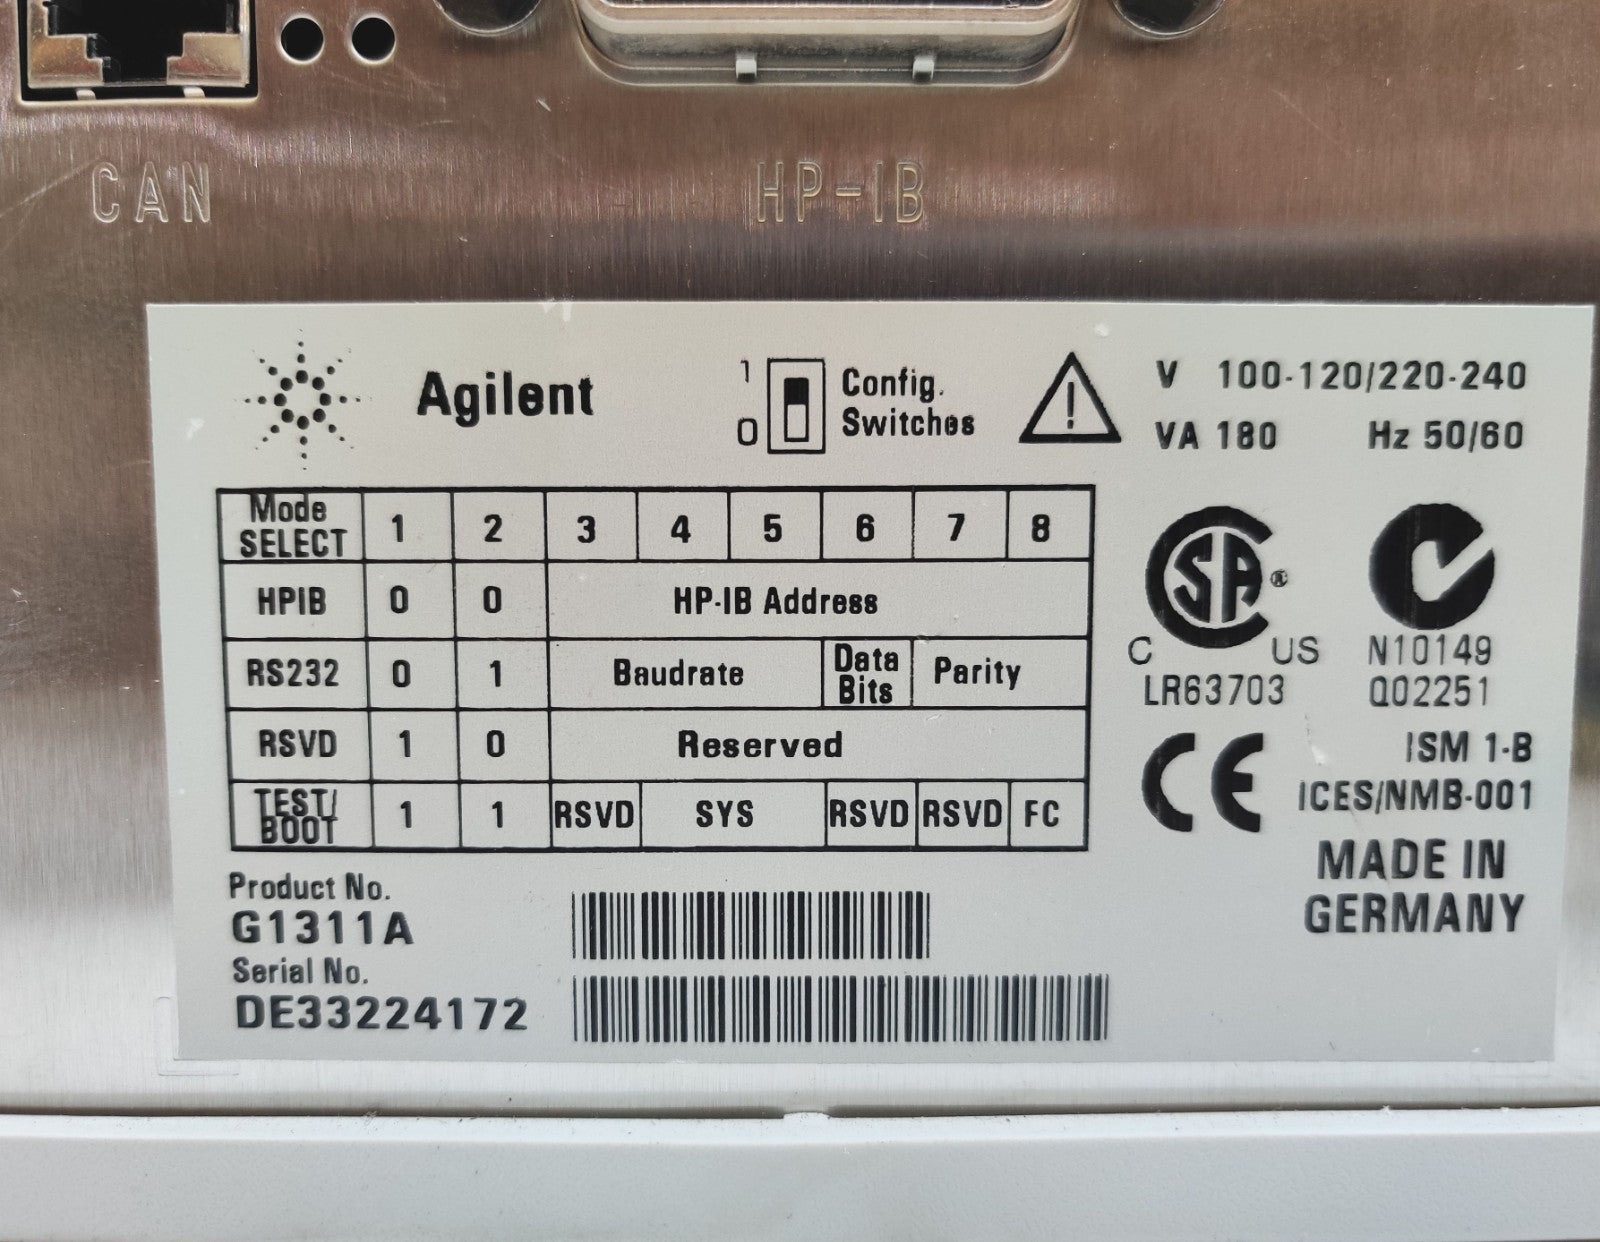 CAN
HP-IB
Agilent
1
0
Config.
Switches
V 100-120/220-240
VA 180 Hz 50/60
Mode SELECT 1 2 3 4 5 6 7 8
HPIB 0 0 HP-IB Address
RS232 0 1 Baudrate Data Bits Parity
RSVD 1 0 Reserved
TEST/ BOOT 1 1 RSVD SYS RSVD RSVD FC
SA ®
C US
LR63703
N10149
Q02251
CE
ISM 1-B
ICES/NMB-001
MADE IN
GERMANY
Product No.
G1311A
Serial No.
DE33224172